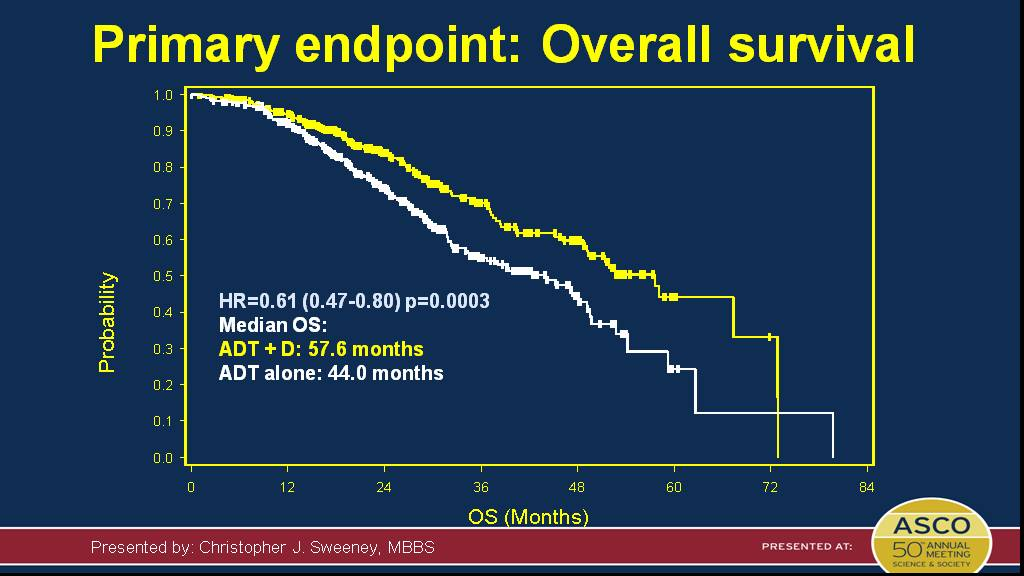 Primary endpoint: Overall survival
1.0
0.9
0.8
0.7
0.6
0.5
0.4
0.3
0.2
0.1
0.0
Probability
HR=0.61 (0.47-0.80) p=0.0003
Median OS:
ADT + D: 57.6 months
ADT alone: 44.0 months
0 12 24 36 48 60 72 84
OS (Months)
Presented by: Christopher J. Sweeney, MBBS
PRESENTED AT:
ASCO
50TH ANNUAL
MEETING
SCIENCE & SOCIETY